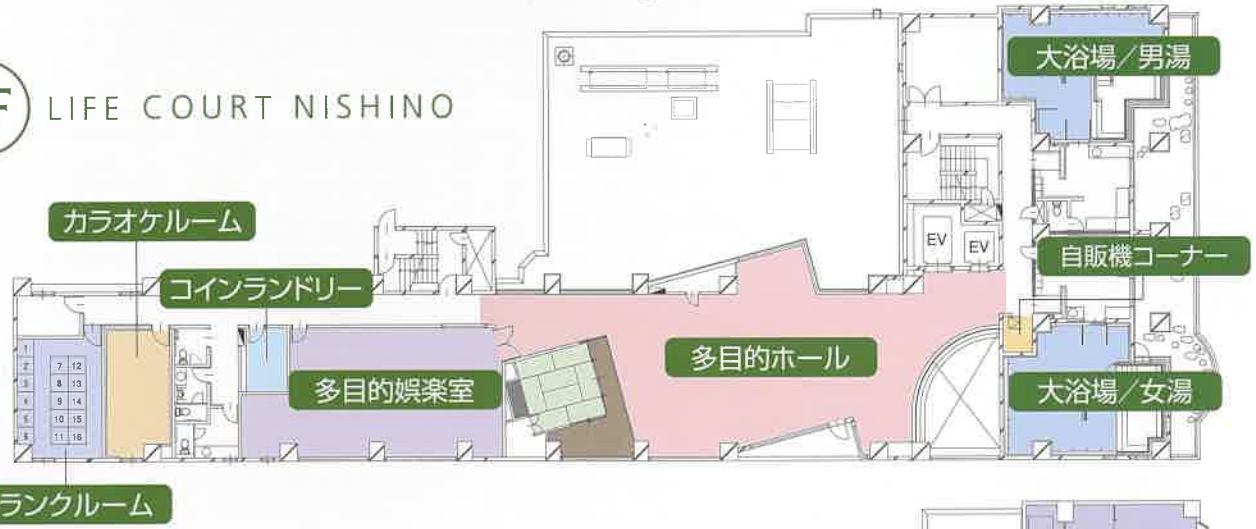 F LIFE COURT NISHINO
大浴場／男湯
カラオケルーム
コインランドリー
EV EV
自販機コーナー
多目的ホール
多目的娯楽室
大浴場／女湯
1
2 7 12
3 8 13
4 9 14
5 10 15
6 11 16
ランクルーム